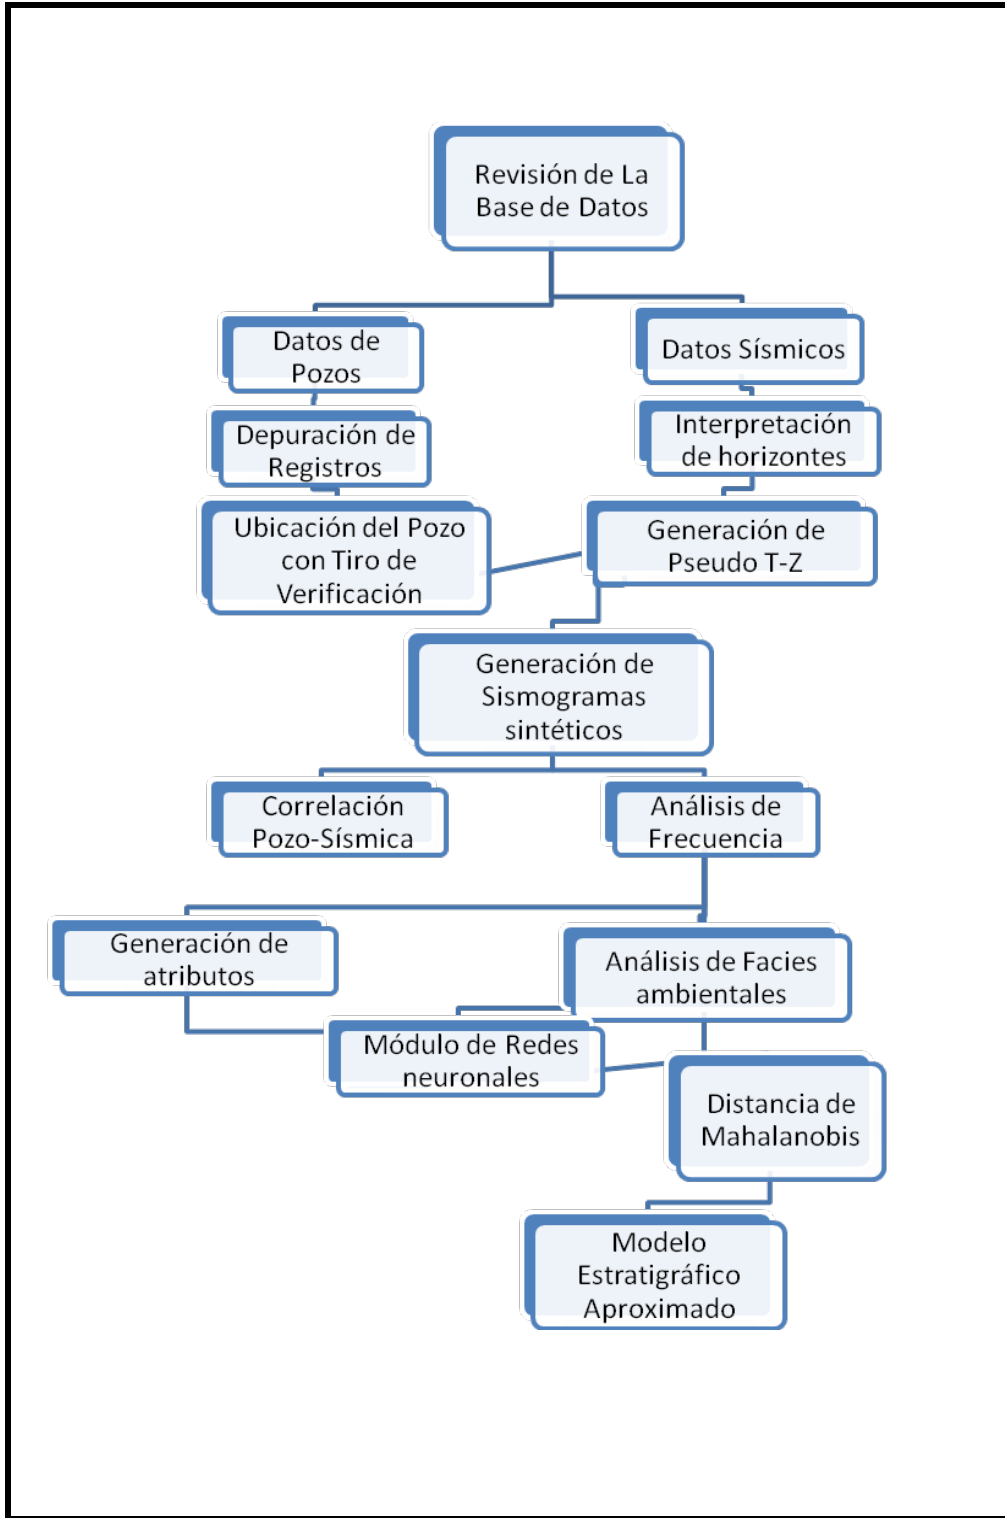 Revisión de La
Base de Datos
Datos de
Pozos
Datos Sísmicos
Depuración de
Registros
Interpretación
de horizontes
Ubicación del Pozo
con Tiro de
Verificación
Generación de
Pseudo T-Z
Generación de
Sismogramas
sintéticos
Correlación
Pozo-Sísmica
Análisis de
Frecuencia
Generación de
atributos
Análisis de Facies
ambientales
Módulo de Redes
neuronales
Distancia de
Mahalanobis
Modelo
Estratigráfico
Aproximado